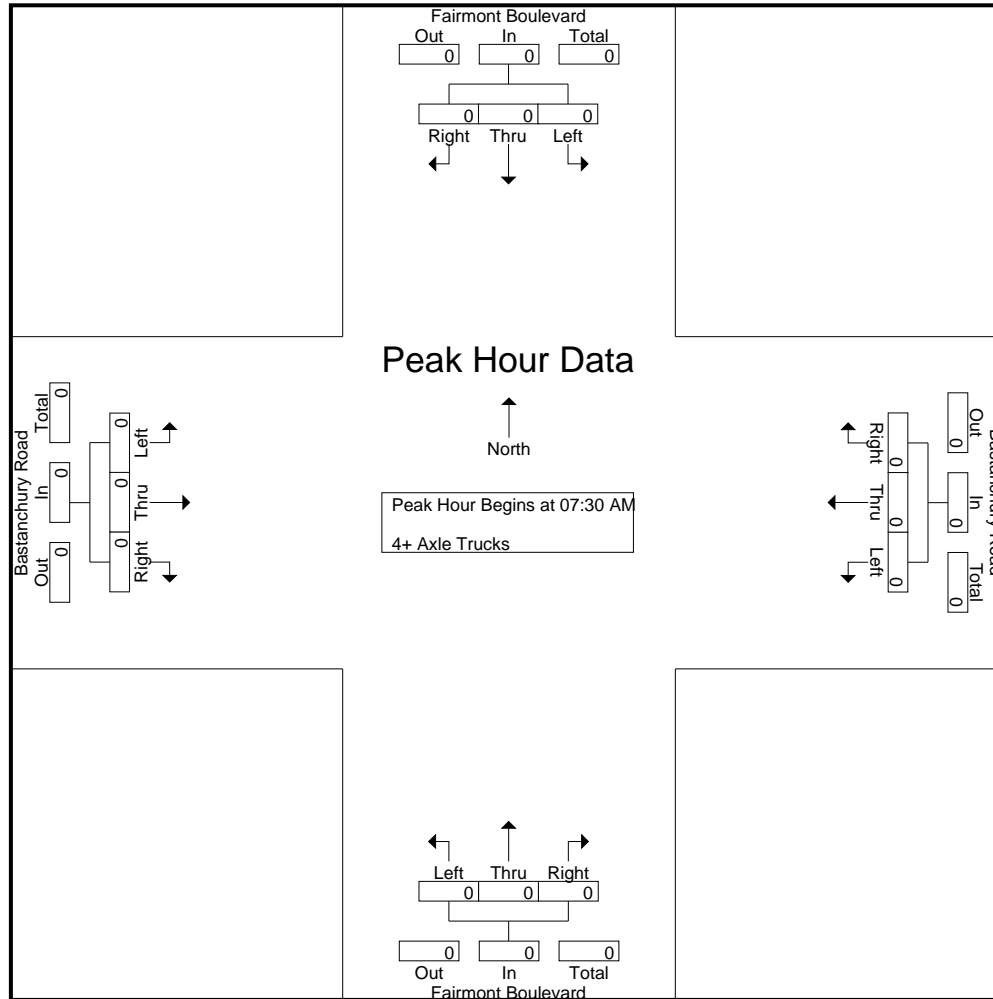 Fairmont Boulevard
Out In Total
0 0 0
0 0 0
Right Thru Left
Peak Hour Data
North
Peak Hour Begins at 07:30 AM
4+ Axle Trucks
Bastanchury Road
Out In Total
0 0 0
0 0 0
Right Thru Left
Bastanchury Road
Out In Total
0 0 0
0 0 0
Right Thru Left
Left Thru Right
0 0 0
0 0 0
Out In Total
Fairmont Boulevard